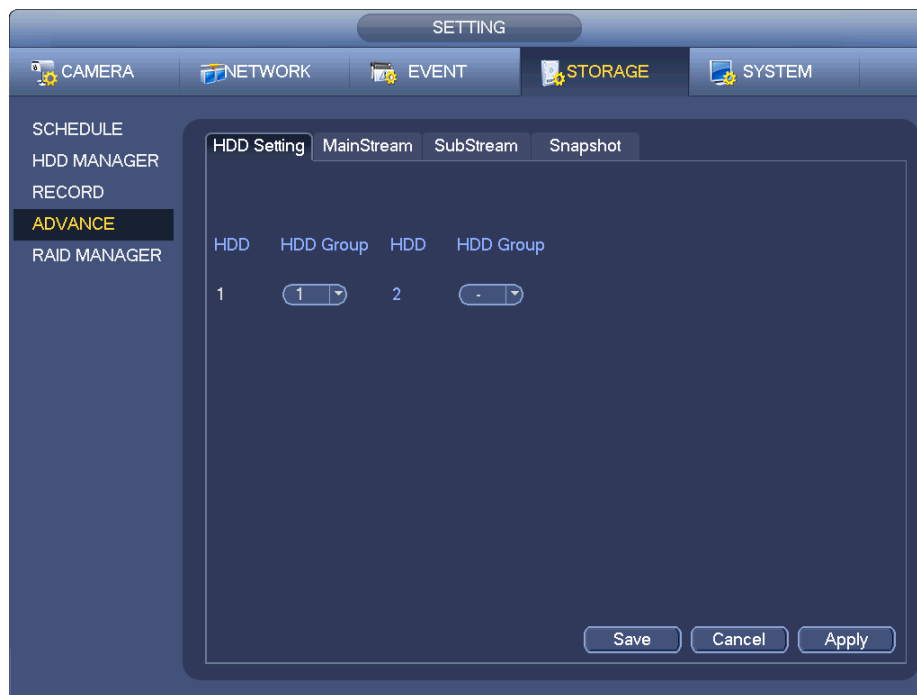 SETTING
CAMERA NETWORK EVENT STORAGE SYSTEM
SCHEDULE
HDD MANAGER
RECORD
ADVANCE
RAID MANAGER
HDD Setting MainStream SubStream Snapshot
HDD HDD Group HDD HDD Group
1 1 2 -
Save Cancel Apply